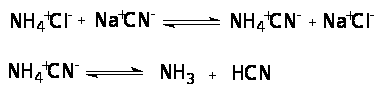 NH₄⁺Cl⁻ + Na⁺CN⁻ ⇌ NH₄⁺CN⁻ + Na⁺Cl⁻
NH₄⁺CN⁻ ⇌ NH₃ + HCN